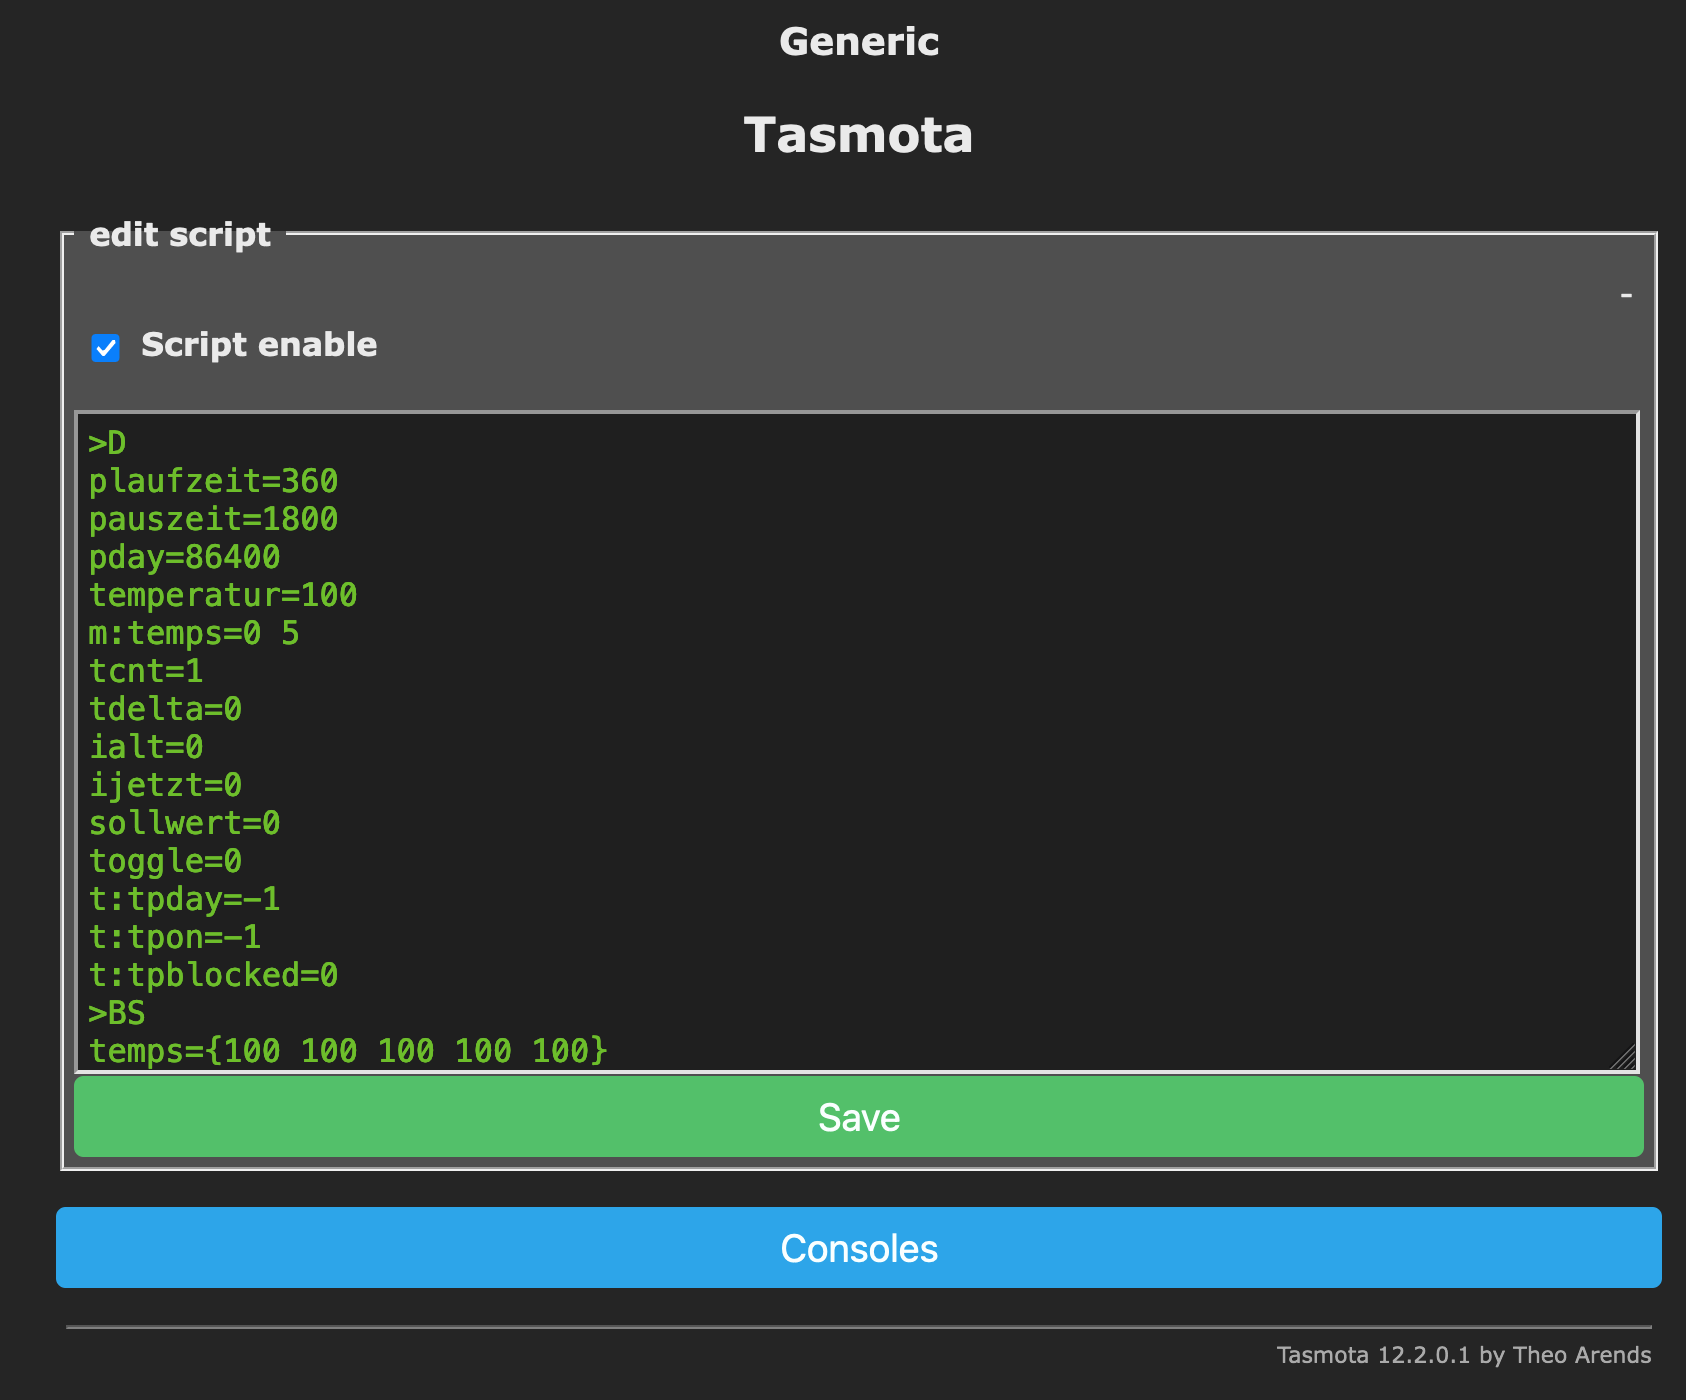 Generic
Tasmota
edit script
-
Script enable
>D
plaufzeit=360
pauszeit=1800
pday=86400
temperatur=100
m:temps=0 5
tcnt=1
tdelta=0
ialt=0
ijetzt=0
sollwert=0
toggle=0
t:tpday=-1
t:tpon=-1
t:tpblocked=0
>BS
temps={100 100 100 100 100}
Save
Consoles
Tasmota 12.2.0.1 by Theo Arends